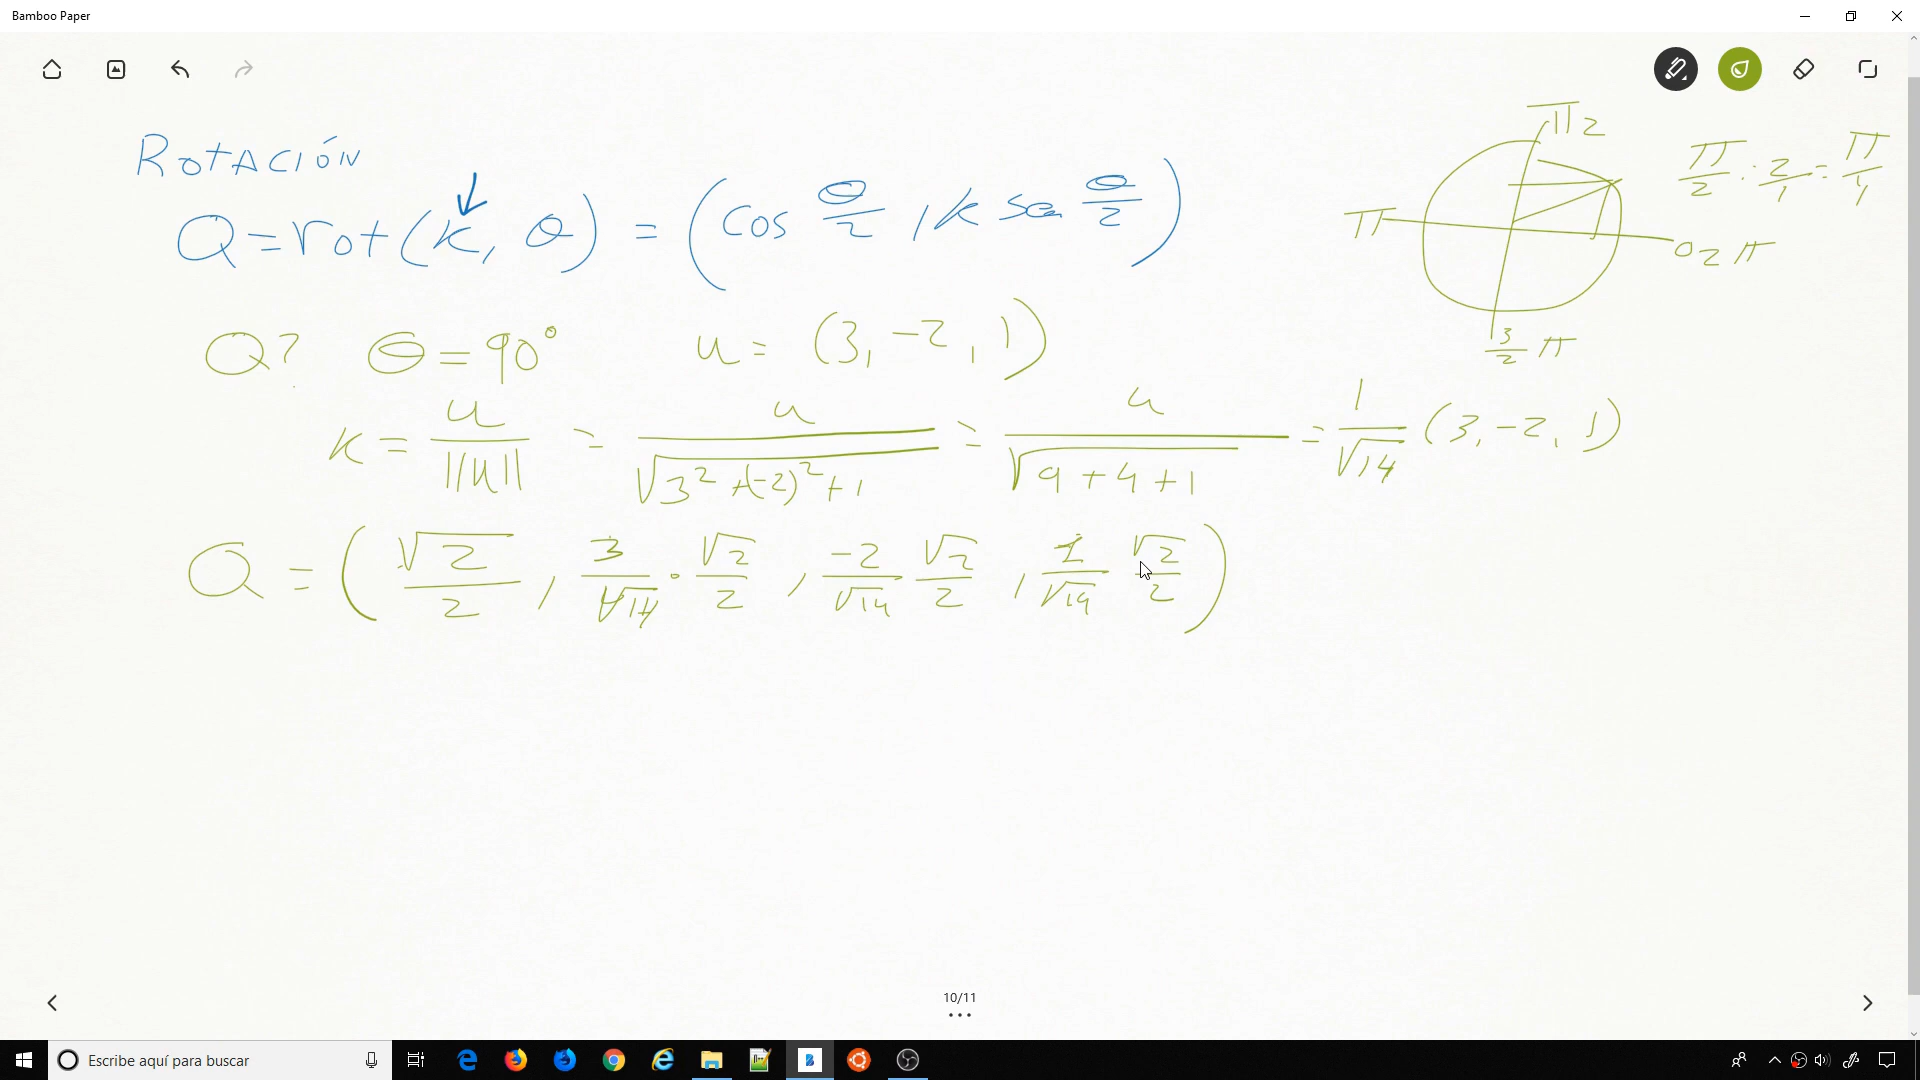 Bamboo Paper
ROTACIÓN
Q = rot(k, θ) = (cos θ/2, k sen θ/2)
Q? θ = 90° u = (3, -2, 1)
k = u/||u|| = u/√(3² + (-2)² + 1) = u/√(9 + 4 + 1) = 1/√14 (3, -2, 1)
Q = (√2/2, 3/√14 · √2/2, -2/√14 √2/2, 1/√14 √2/2)
π 2
π
0 2π
3/2 π
π/2 : 2/1 = π/4
10/11
Escribe aquí para buscar